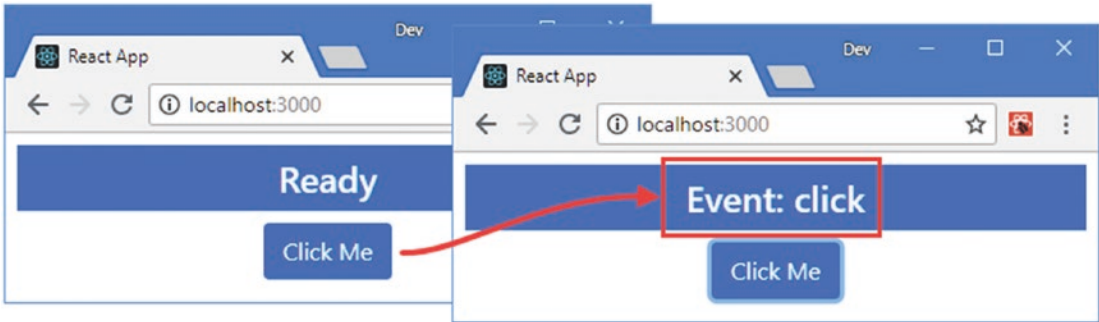 Dev
React App
localhost:3000
Ready
Click Me
Dev
React App
localhost:3000
Event: click
Click Me